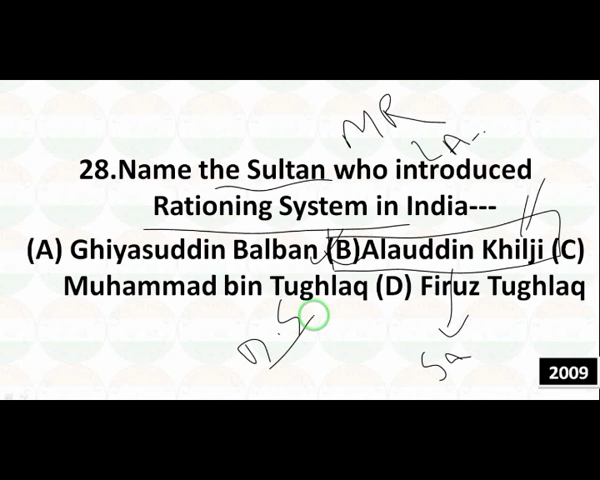 MR
28.Name the Sultan who introduced
Rationing System in India---
(A) Ghiyasuddin Balban (B)Alauddin Khilji (C)
Muhammad bin Tughlaq (D) Firuz Tughlaq
2009